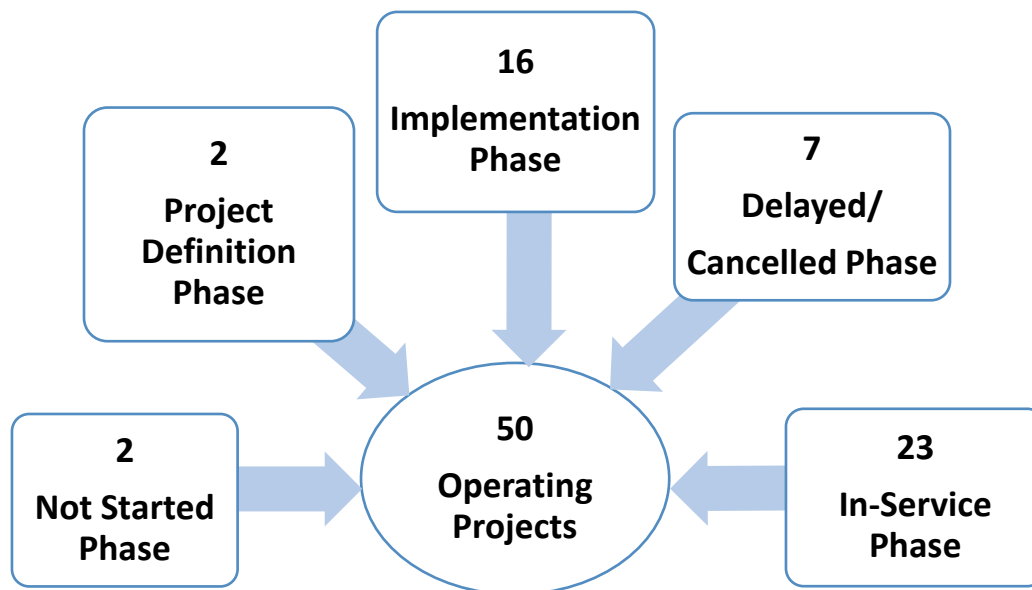 16
Implementation
Phase
2
Project
Definition
Phase
7
Delayed/
Cancelled Phase
2
Not Started
Phase
50
Operating
Projects
23
In-Service
Phase